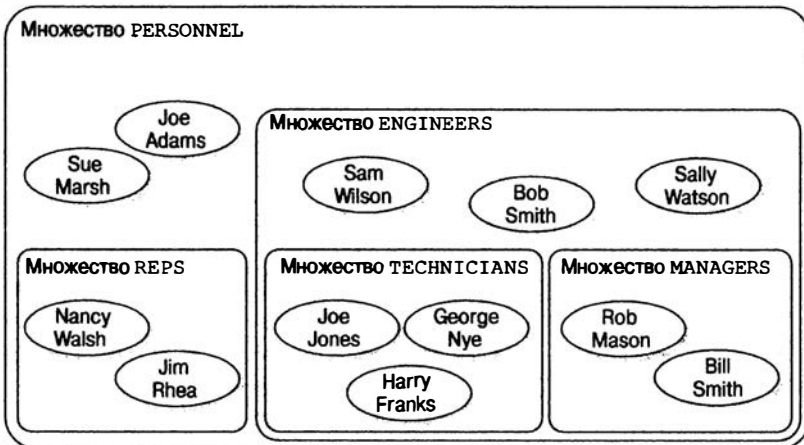 Множество PERSONNEL
Joe
Adams
Sue
Marsh
Множество ENGINEERS
Sam
Wilson
Bob
Smith
Sally
Watson
Множество REPS
Nancy
Walsh
Jim
Rhea
Множество TECHNICIANS
Joe
Jones
George
Nye
Harry
Franks
Множество MANAGERS
Rob
Mason
Bill
Smith